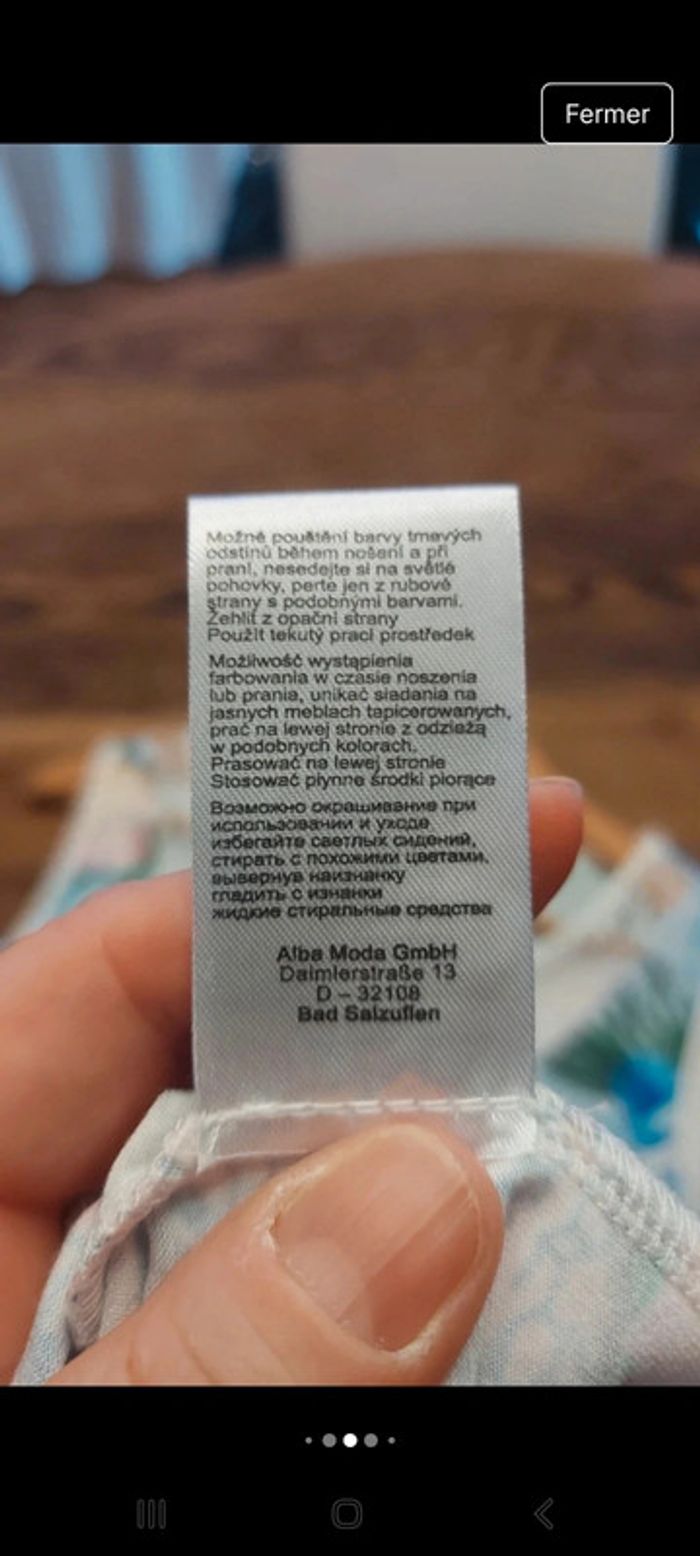 Fermer
Možné pouštění barvy tmavých
odstínů během nošení a při
praní, nesedejte si na světlé
pohovky, perte jen z rubové
strany s podobnými barvami.
Žehlit z opační strany
Použít tekutý prací prostředek
Możliwość wystąpienia
farbowania w czasie noszenia
lub prania, unikać siadania na
jasnych meblach tapicerowanych,
prać na lewej stronie z odzieżą
w podobnych kolorach.
Prasować na lewej stronie
Stosować płynne środki piorące
Возможно окрашивание при
использовании и уходе
избегайте светлых сидений,
стирать с похожими цветами,
вывернув наизнанку
гладить с изнанки
жидкие стиральные средства
Alba Moda GmbH
Daimlerstraße 13
D – 32108
Bad Salzuflen